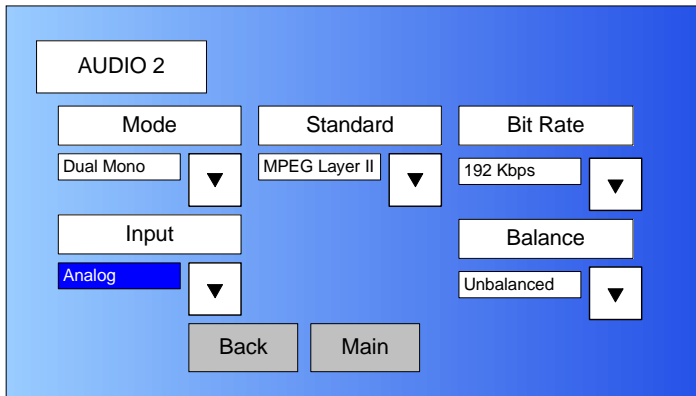 AUDIO 2
Mode
Standard
Bit Rate
Dual Mono
MPEG Layer II
192 Kbps
Input
Balance
Analog
Unbalanced
Back
Main